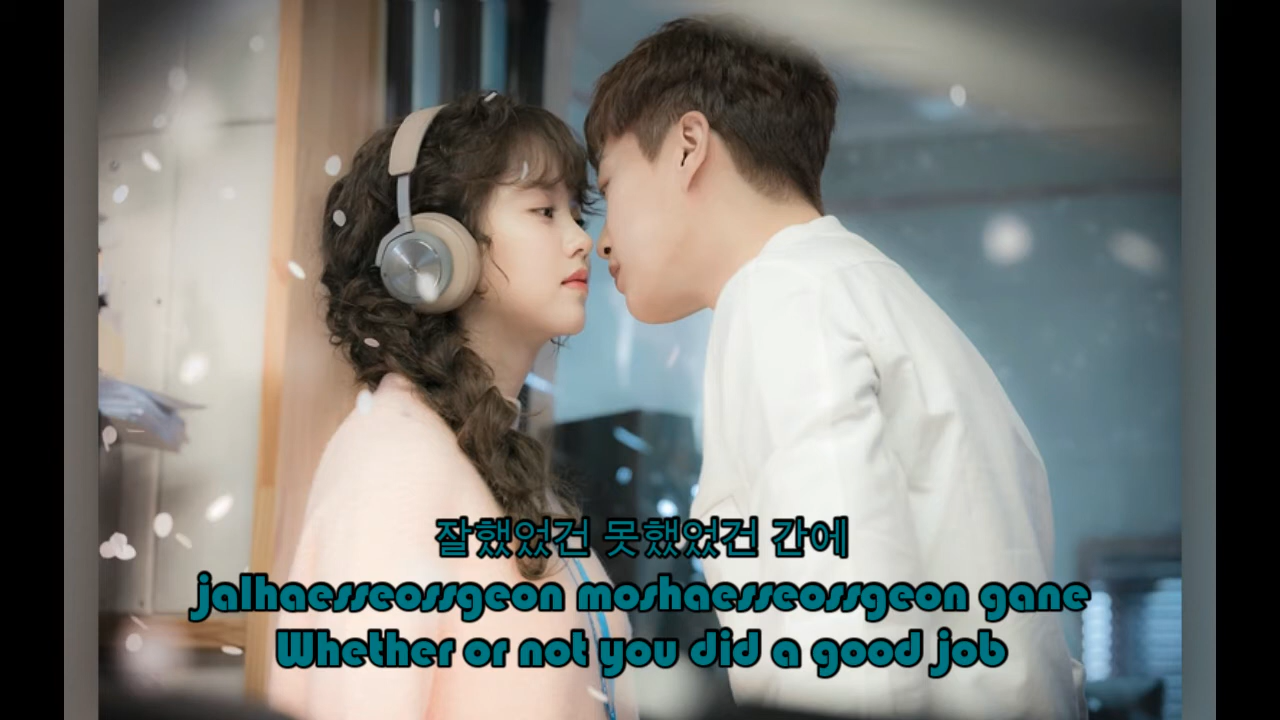 잘했었건 못했었건 간에
jalhaesseossgeon moshaesseossgeon gane
Whether or not you did a good job